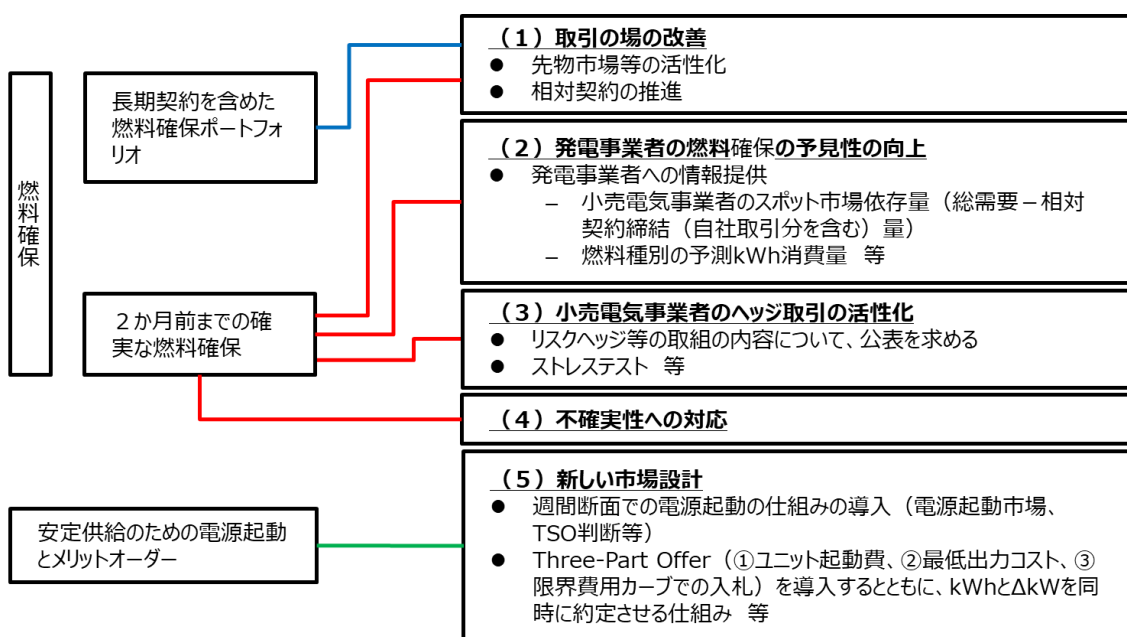 燃料確保
長期契約を含めた
燃料確保ポートフォ
リオ
２か月前までの確
実な燃料確保
安定供給のための電源起動
とメリットオーダー
（１）取引の場の改善
● 先物市場等の活性化
● 相対契約の推進
（２）発電事業者の燃料確保の予見性の向上
● 発電事業者への情報提供
– 小売電気事業者のスポット市場依存量（総需要－相対
契約締結（自社取引分を含む）量）
– 燃料種別の予測kWh消費量 等
（３）小売電気事業者のヘッジ取引の活性化
● リスクヘッジ等の取組の内容について、公表を求める
● ストレステスト 等
（４）不確実性への対応
（５）新しい市場設計
● 週間断面での電源起動の仕組みの導入（電源起動市場、
TSO判断等）
● Three-Part Offer（①ユニット起動費、②最低出力コスト、③
限界費用カーブでの入札）を導入するとともに、kWhとΔkWを同
時に約定させる仕組み 等